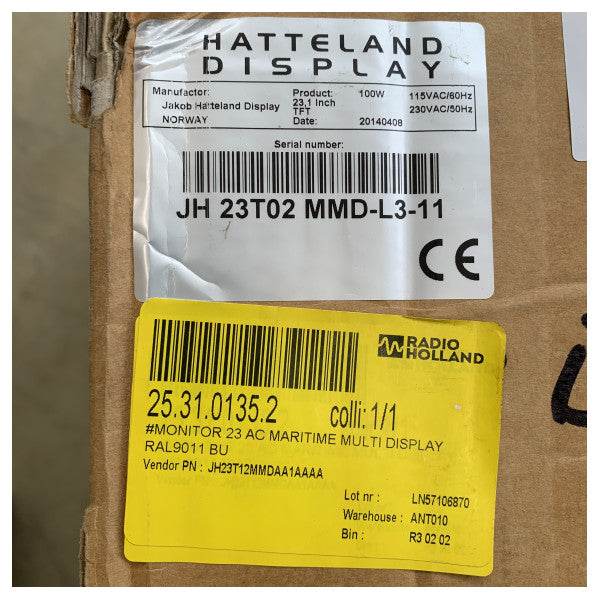 HATTELAND
DISPLAY
Manufactor: Product: 100W 115VAC/60Hz
Jakob Hatteland Display 23,1 Inch 230VAC/50Hz
TFT
NORWAY Date: 20140408
Serial number:
JH 23T02 MMD-L3-11
CE
RADIO
HOLLAND
25.31.0135.2 colli: 1/1
#MONITOR 23 AC MARITIME MULTI DISPLAY
RAL9011 BU
Vendor PN : JH23T12MMDAA1AAAA
Lot nr : LN57106870
Warehouse : ANT010
Bin : R3 02 02